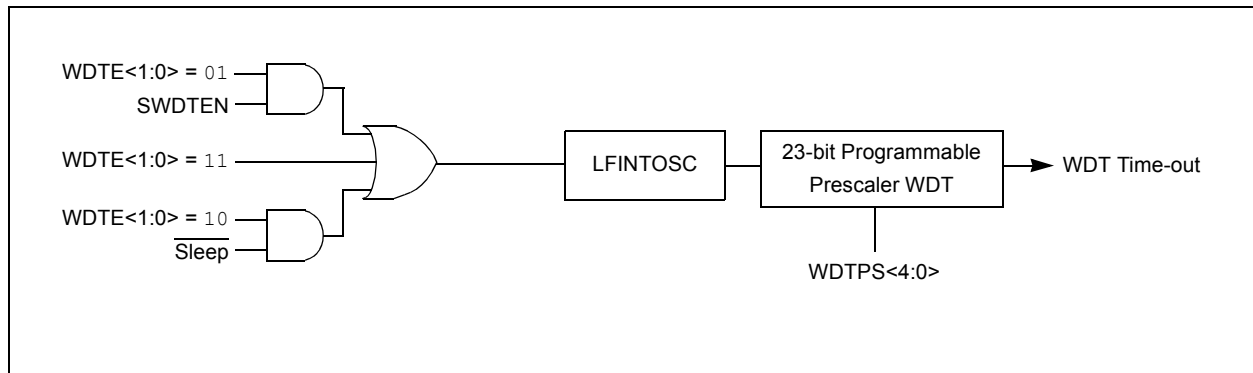 WDTE<1:0> = 01
SWDTEN
WDTE<1:0> = 11
WDTE<1:0> = 10
Sleep
LFINTOSC
23-bit Programmable
Prescaler WDT
WDT Time-out
WDTPS<4:0>